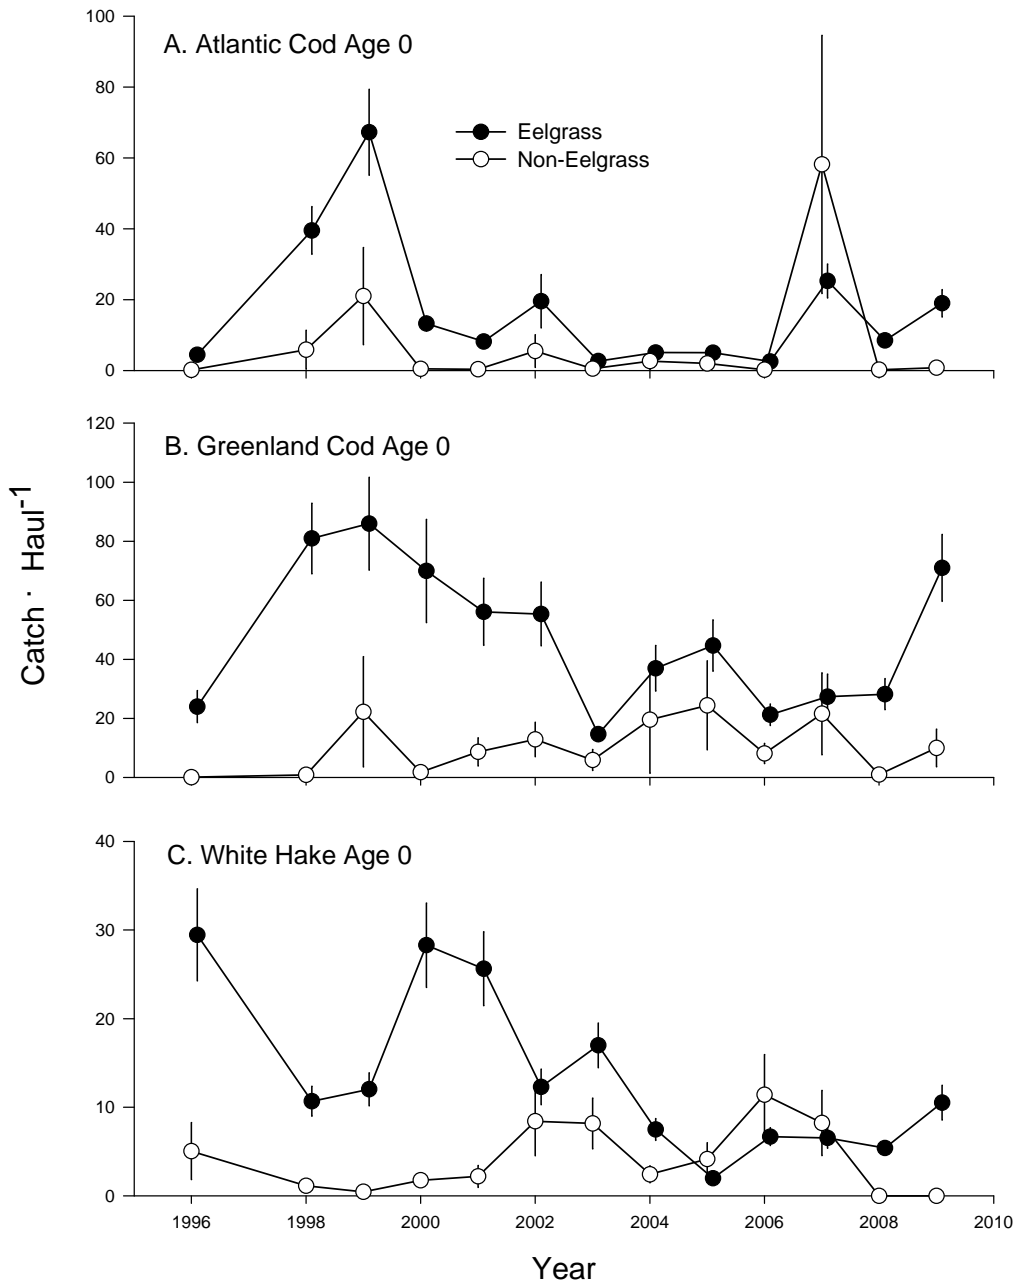 A. Atlantic Cod Age 0
Eelgrass
Non-Eelgrass
100
80
60
40
20
0
B. Greenland Cod Age 0
120
100
80
60
40
20
0
Catch · Haul⁻¹
C. White Hake Age 0
40
30
20
10
0
1996 1998 2000 2002 2004 2006 2008 2010
Year